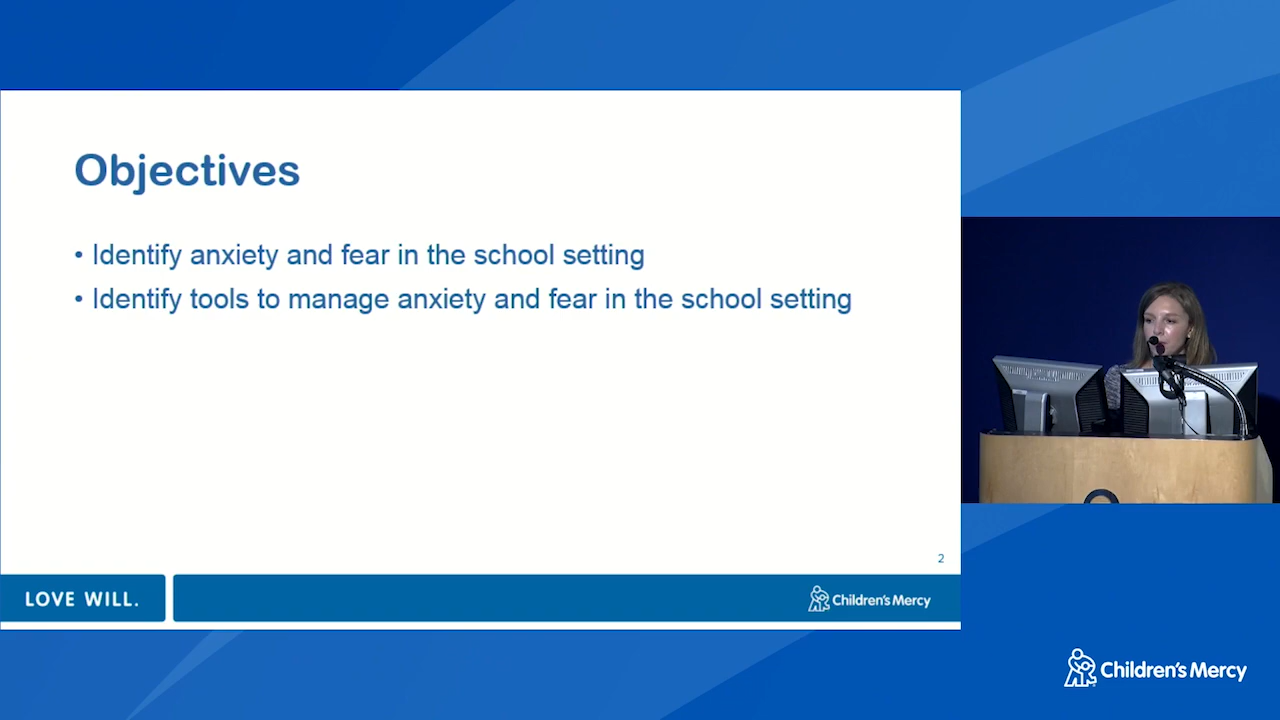 Objectives
• Identify anxiety and fear in the school setting
• Identify tools to manage anxiety and fear in the school setting
2
LOVE WILL.
Children's Mercy
Children's Mercy